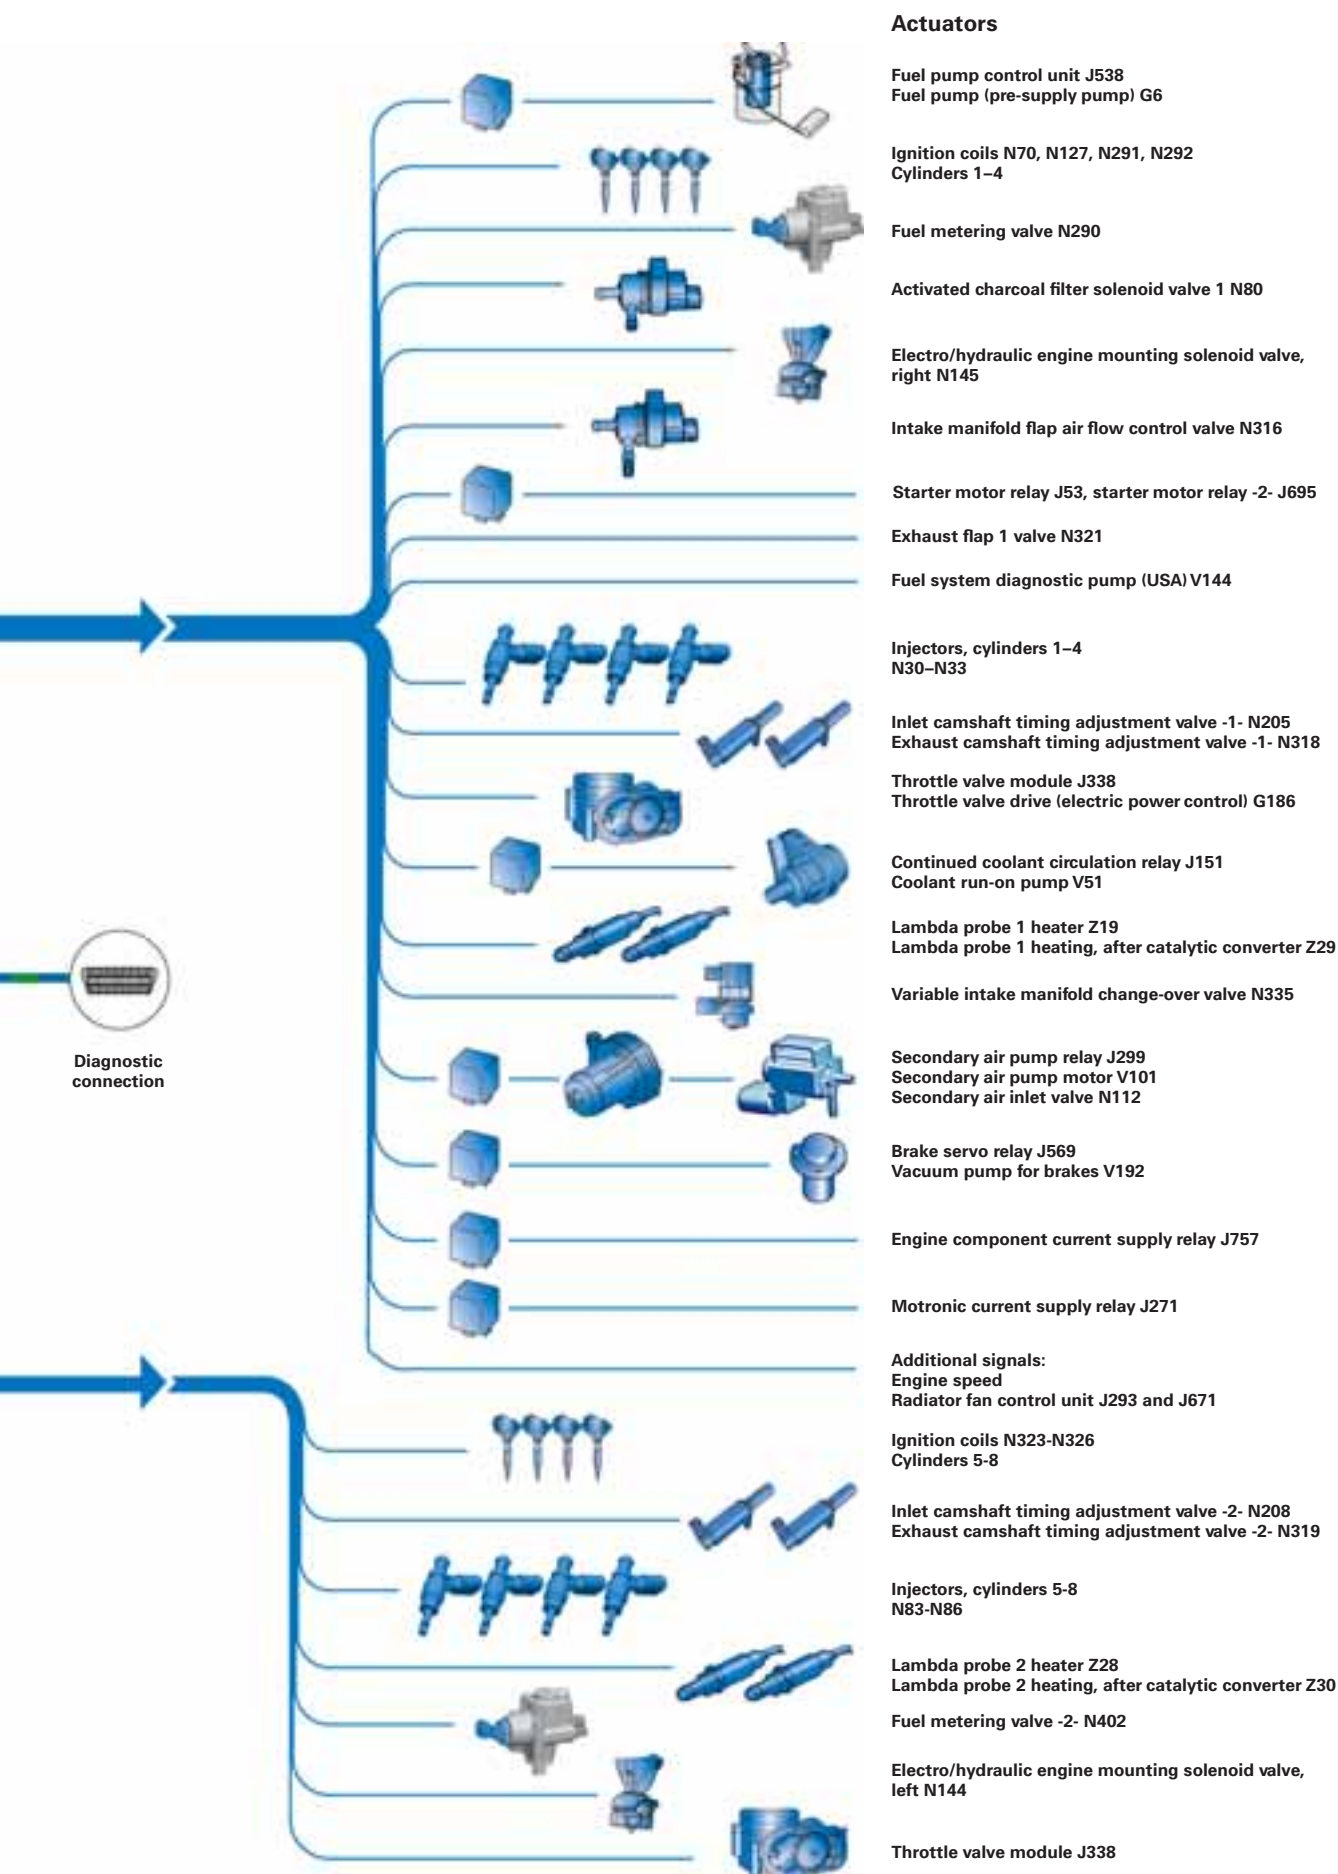 Actuators
Fuel pump control unit J538
Fuel pump (pre-supply pump) G6
Ignition coils N70, N127, N291, N292
Cylinders 1–4
Fuel metering valve N290
Activated charcoal filter solenoid valve 1 N80
Electro/hydraulic engine mounting solenoid valve,
right N145
Intake manifold flap air flow control valve N316
Starter motor relay J53, starter motor relay -2- J695
Exhaust flap 1 valve N321
Fuel system diagnostic pump (USA) V144
Injectors, cylinders 1–4
N30–N33
Inlet camshaft timing adjustment valve -1- N205
Exhaust camshaft timing adjustment valve -1- N318
Throttle valve module J338
Throttle valve drive (electric power control) G186
Continued coolant circulation relay J151
Coolant run-on pump V51
Lambda probe 1 heater Z19
Lambda probe 1 heating, after catalytic converter Z29
Variable intake manifold change-over valve N335
Diagnostic
connection
Secondary air pump relay J299
Secondary air pump motor V101
Secondary air inlet valve N112
Brake servo relay J569
Vacuum pump for brakes V192
Engine component current supply relay J757
Motronic current supply relay J271
Additional signals:
Engine speed
Radiator fan control unit J293 and J671
Ignition coils N323-N326
Cylinders 5-8
Inlet camshaft timing adjustment valve -2- N208
Exhaust camshaft timing adjustment valve -2- N319
Injectors, cylinders 5-8
N83-N86
Lambda probe 2 heater Z28
Lambda probe 2 heating, after catalytic converter Z30
Fuel metering valve -2- N402
Electro/hydraulic engine mounting solenoid valve,
left N144
Throttle valve module J338